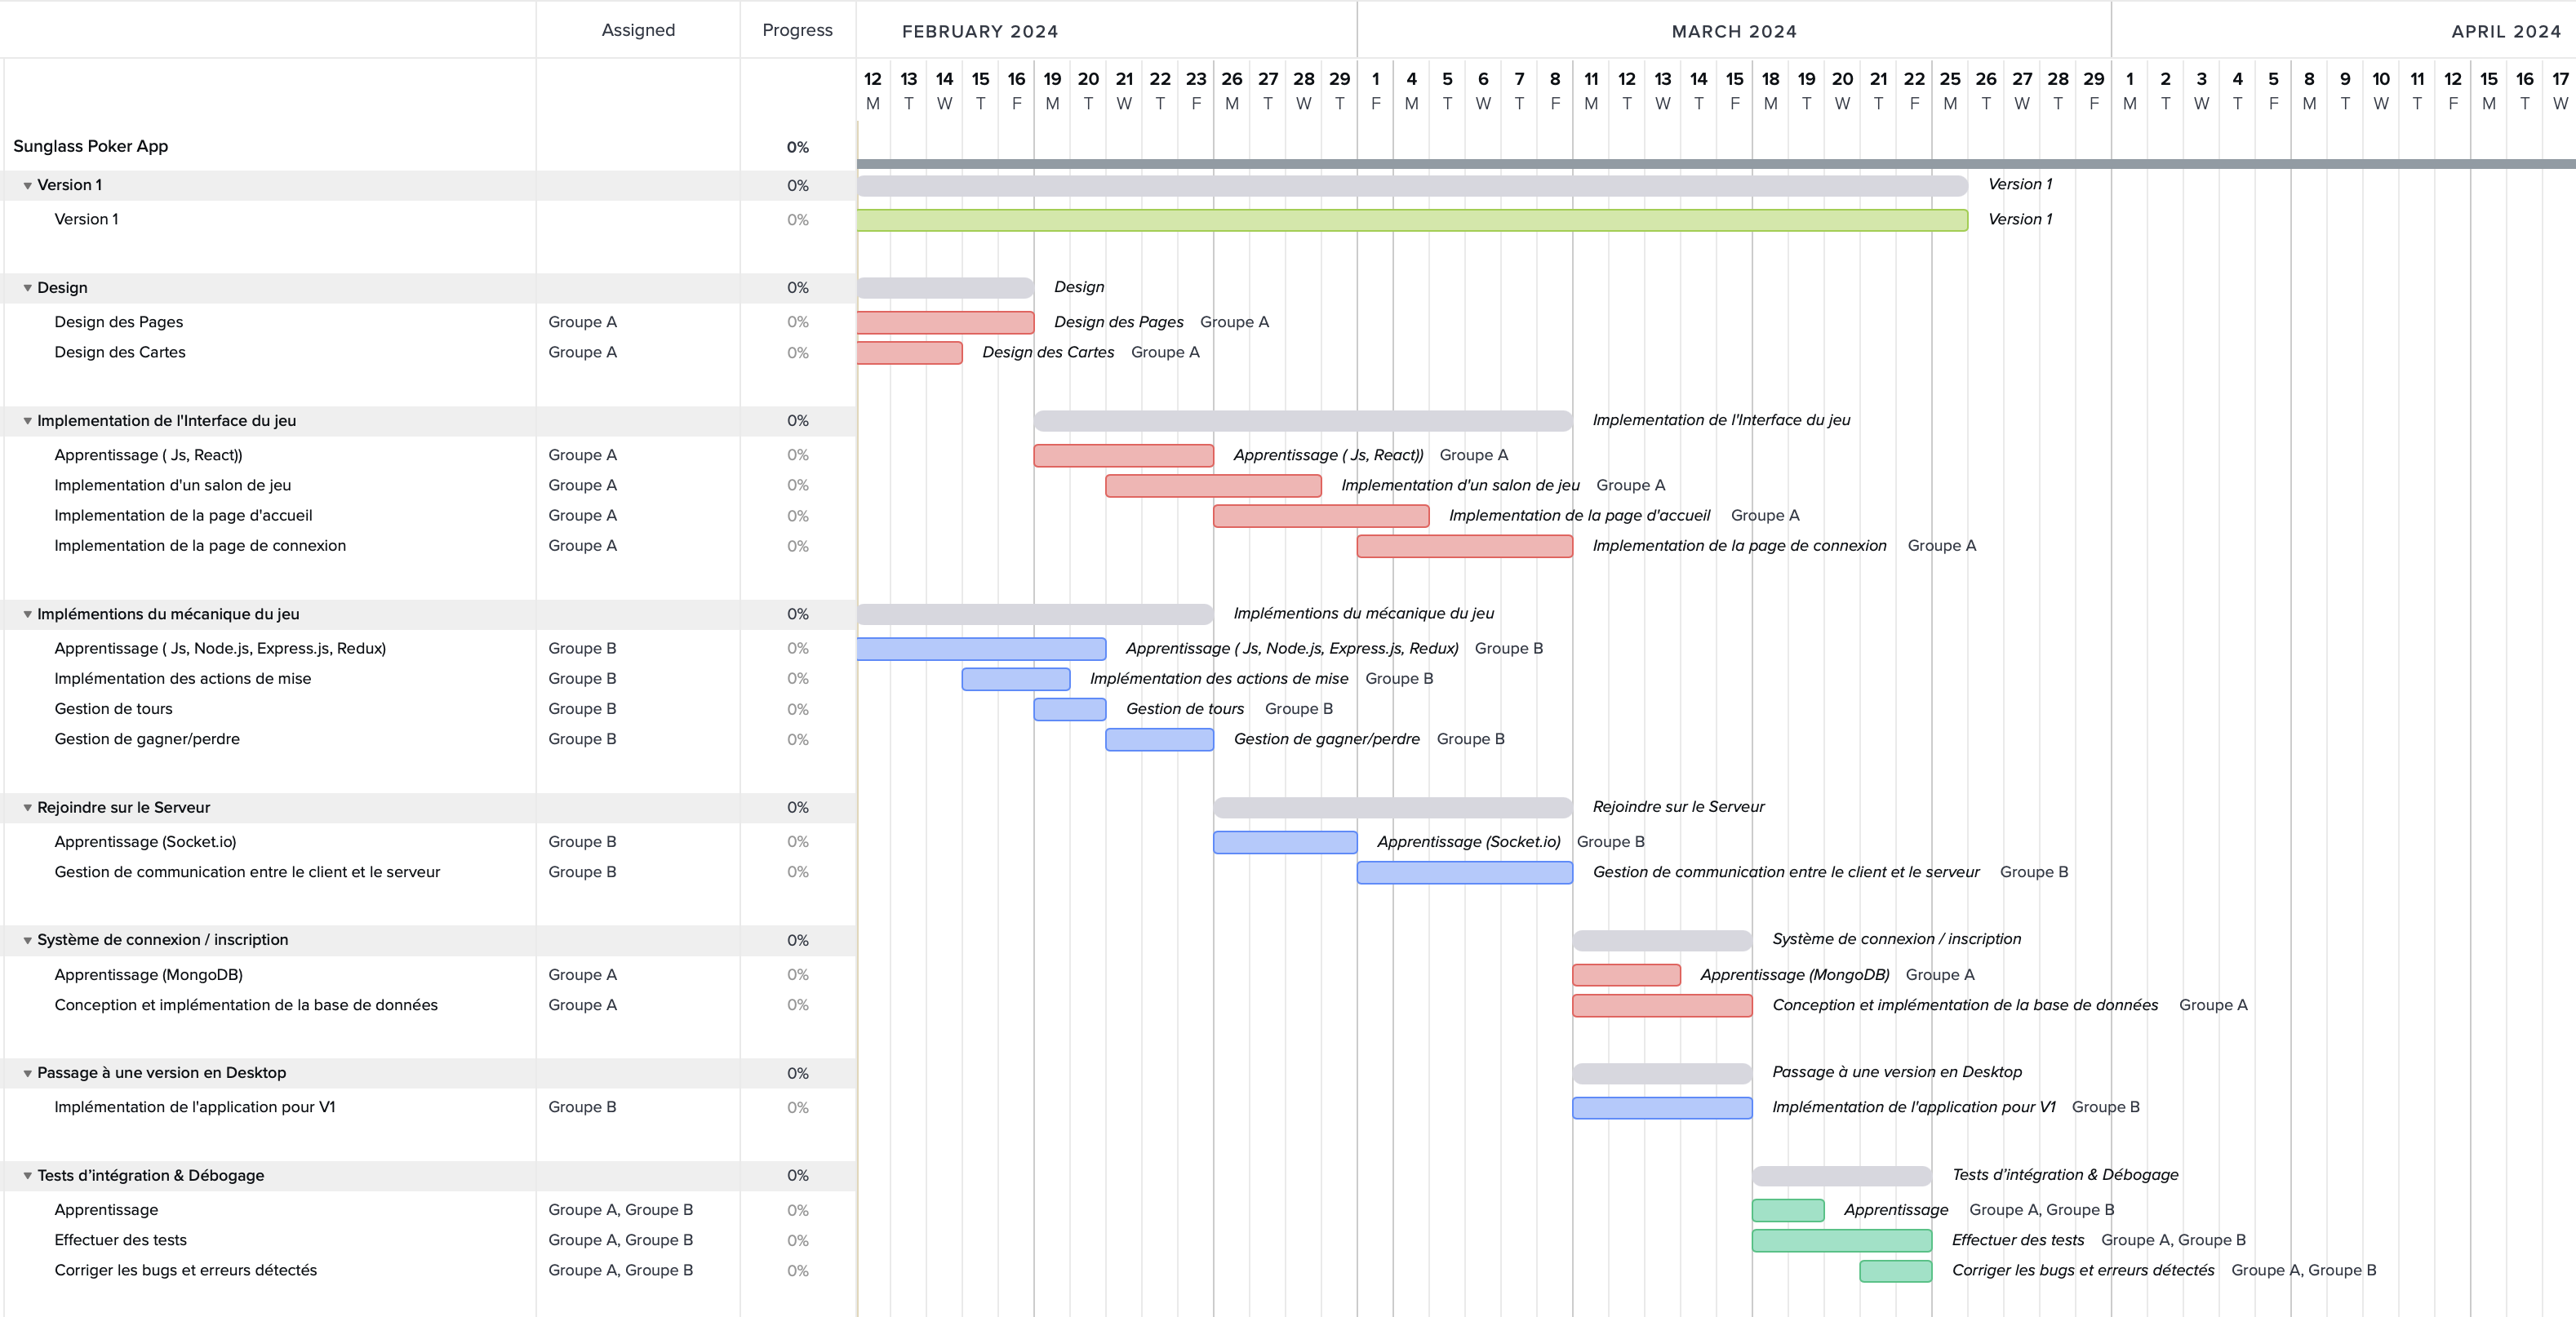 Assigned Progress FEBRUARY 2024 MARCH 2024 APRIL 2024
12 13 14 15 16 19 20 21 22 23 26 27 28 29 1 4 5 6 7 8 11 12 13 14 15 18 19 20 21 22 25 26 27 28 29 1 2 3 4 5 8 9 10 11 12 15 16 17
M T W T F M T W T F M T W T F M T W T F M T W T F M T W T F M T W T F M T W T F M T W T F M T W
Sunglass Poker App 0%
Version 1 0% Version 1
Version 1 0% Version 1
Design 0% Design
Design des Pages Groupe A 0% Design des Pages Groupe A
Design des Cartes Groupe A 0% Design des Cartes Groupe A
Implementation de l'Interface du jeu 0% Implementation de l'Interface du jeu
Apprentissage ( Js, React)) Groupe A 0% Apprentissage ( Js, React)) Groupe A
Implementation d'un salon de jeu Groupe A 0% Implementation d'un salon de jeu Groupe A
Implementation de la page d'accueil Groupe A 0% Implementation de la page d'accueil Groupe A
Implementation de la page de connexion Groupe A 0% Implementation de la page de connexion Groupe A
Implémentions du mécanique du jeu 0% Implémentions du mécanique du jeu
Apprentissage ( Js, Node.js, Express.js, Redux) Groupe B 0% Apprentissage ( Js, Node.js, Express.js, Redux) Groupe B
Implémentation des actions de mise Groupe B 0% Implémentation des actions de mise Groupe B
Gestion de tours Groupe B 0% Gestion de tours Groupe B
Gestion de gagner/perdre Groupe B 0% Gestion de gagner/perdre Groupe B
Rejoindre sur le Serveur 0% Rejoindre sur le Serveur
Apprentissage (Socket.io) Groupe B 0% Apprentissage (Socket.io) Groupe B
Gestion de communication entre le client et le serveur Groupe B 0% Gestion de communication entre le client et le serveur Groupe B
Système de connexion / inscription 0% Système de connexion / inscription
Apprentissage (MongoDB) Groupe A 0% Apprentissage (MongoDB) Groupe A
Conception et implémentation de la base de données Groupe A 0% Conception et implémentation de la base de données Groupe A
Passage à une version en Desktop 0% Passage à une version en Desktop
Implémentation de l'application pour V1 Groupe B 0% Implémentation de l'application pour V1 Groupe B
Tests d’intégration & Débogage 0% Tests d’intégration & Débogage
Apprentissage Groupe A, Groupe B 0% Apprentissage Groupe A, Groupe B
Effectuer des tests Groupe A, Groupe B 0% Effectuer des tests Groupe A, Groupe B
Corriger les bugs et erreurs détectés Groupe A, Groupe B 0% Corriger les bugs et erreurs détectés Groupe A, Groupe B